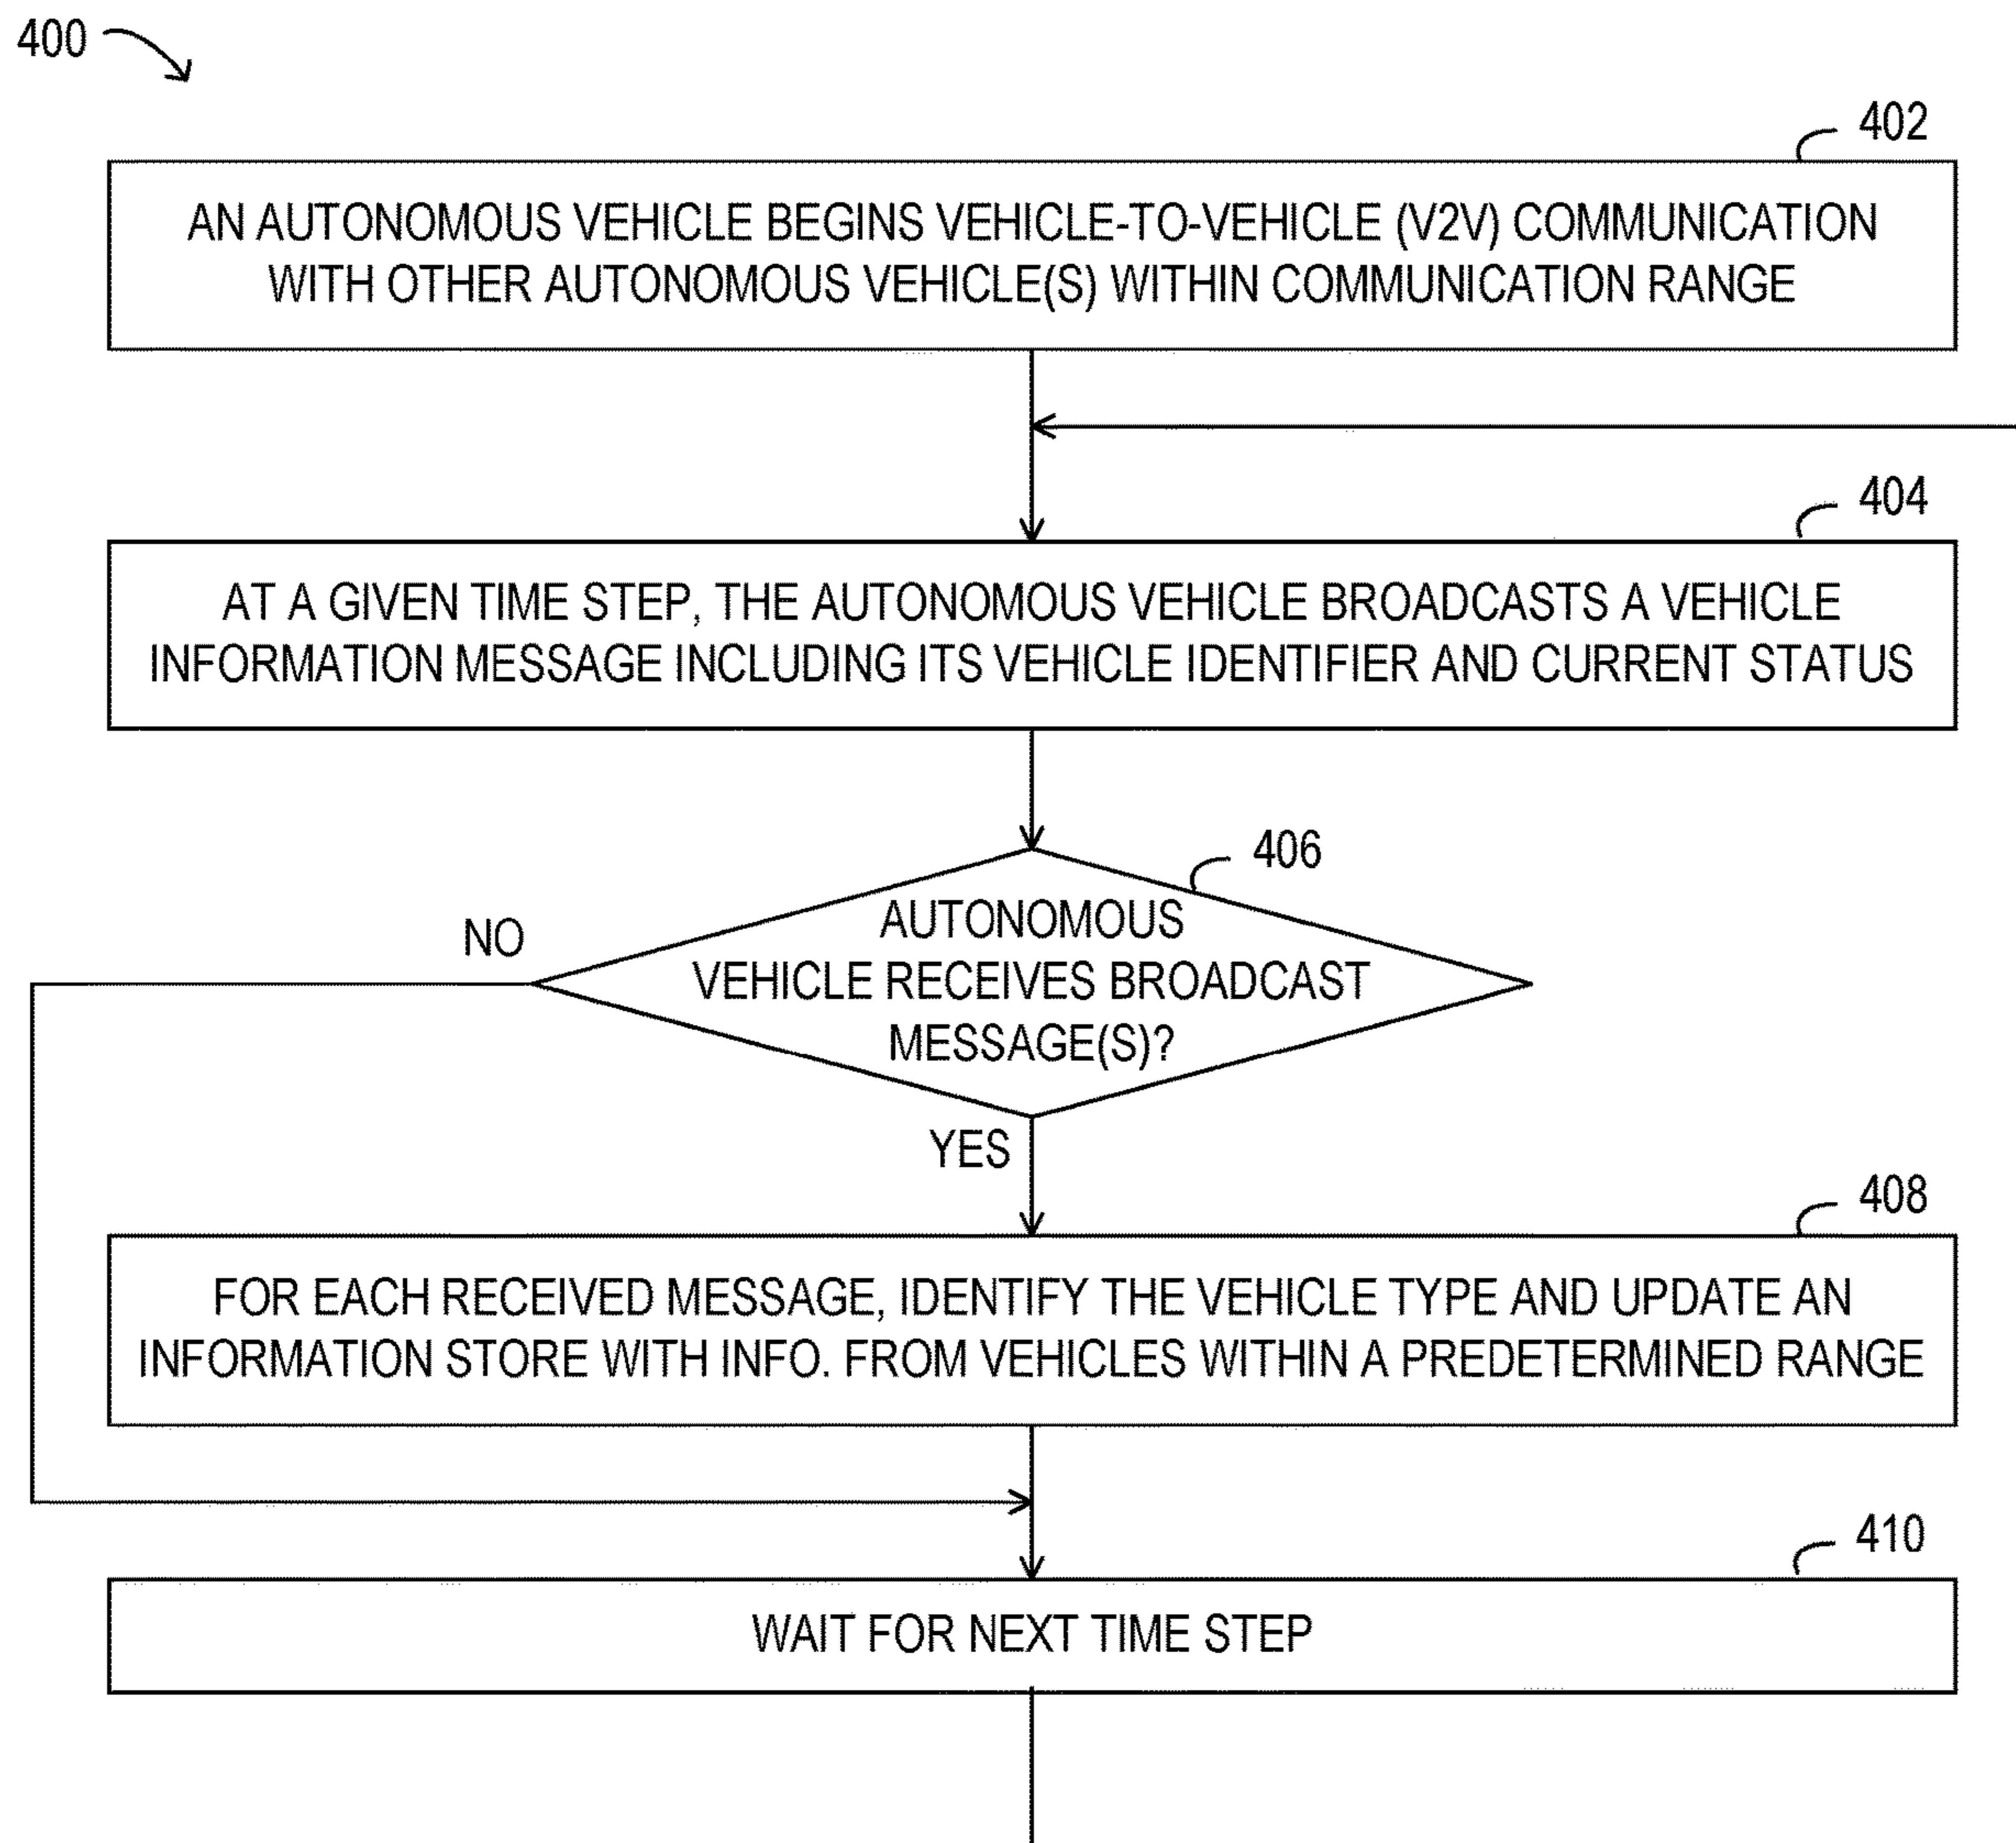 400
402
AN AUTONOMOUS VEHICLE BEGINS VEHICLE-TO-VEHICLE (V2V) COMMUNICATION
WITH OTHER AUTONOMOUS VEHICLE(S) WITHIN COMMUNICATION RANGE
404
AT A GIVEN TIME STEP, THE AUTONOMOUS VEHICLE BROADCASTS A VEHICLE
INFORMATION MESSAGE INCLUDING ITS VEHICLE IDENTIFIER AND CURRENT STATUS
406
AUTONOMOUS
VEHICLE RECEIVES BROADCAST
MESSAGE(S)?
NO
YES
408
FOR EACH RECEIVED MESSAGE, IDENTIFY THE VEHICLE TYPE AND UPDATE AN
INFORMATION STORE WITH INFO. FROM VEHICLES WITHIN A PREDETERMINED RANGE
410
WAIT FOR NEXT TIME STEP